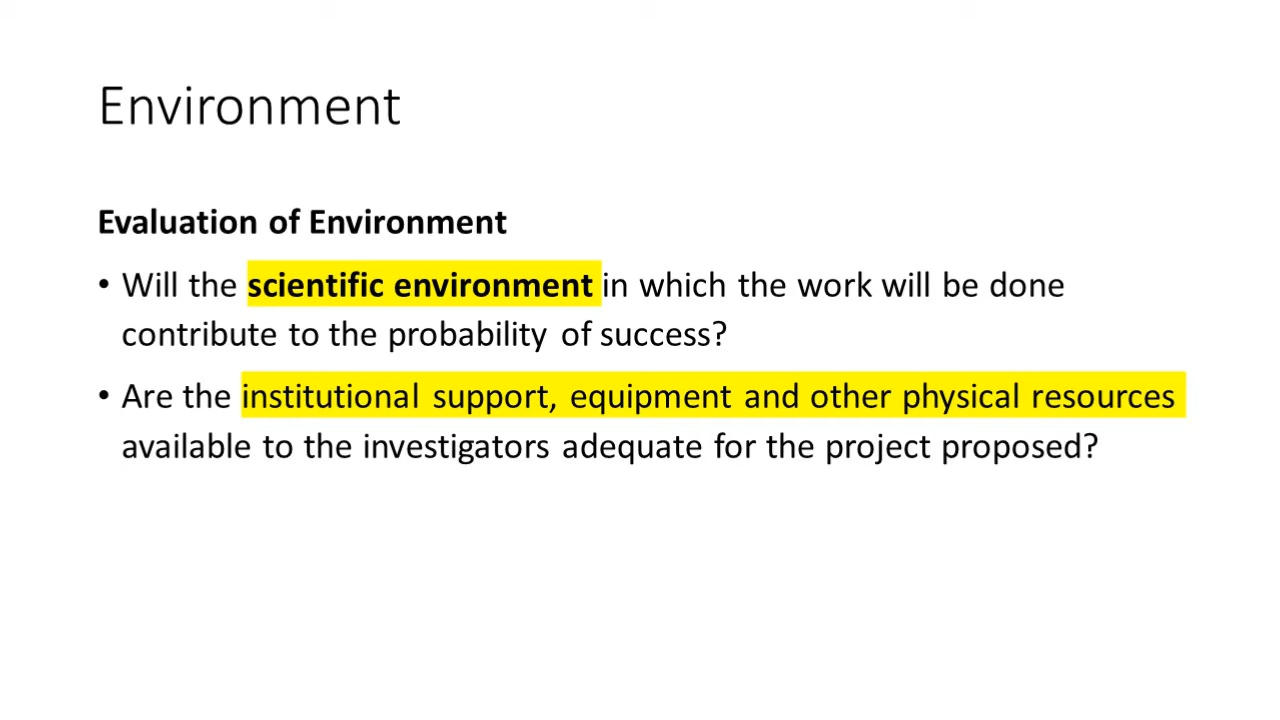 Environment
Evaluation of Environment
• Will the scientific environment in which the work will be done
contribute to the probability of success?
• Are the institutional support, equipment and other physical resources
available to the investigators adequate for the project proposed?